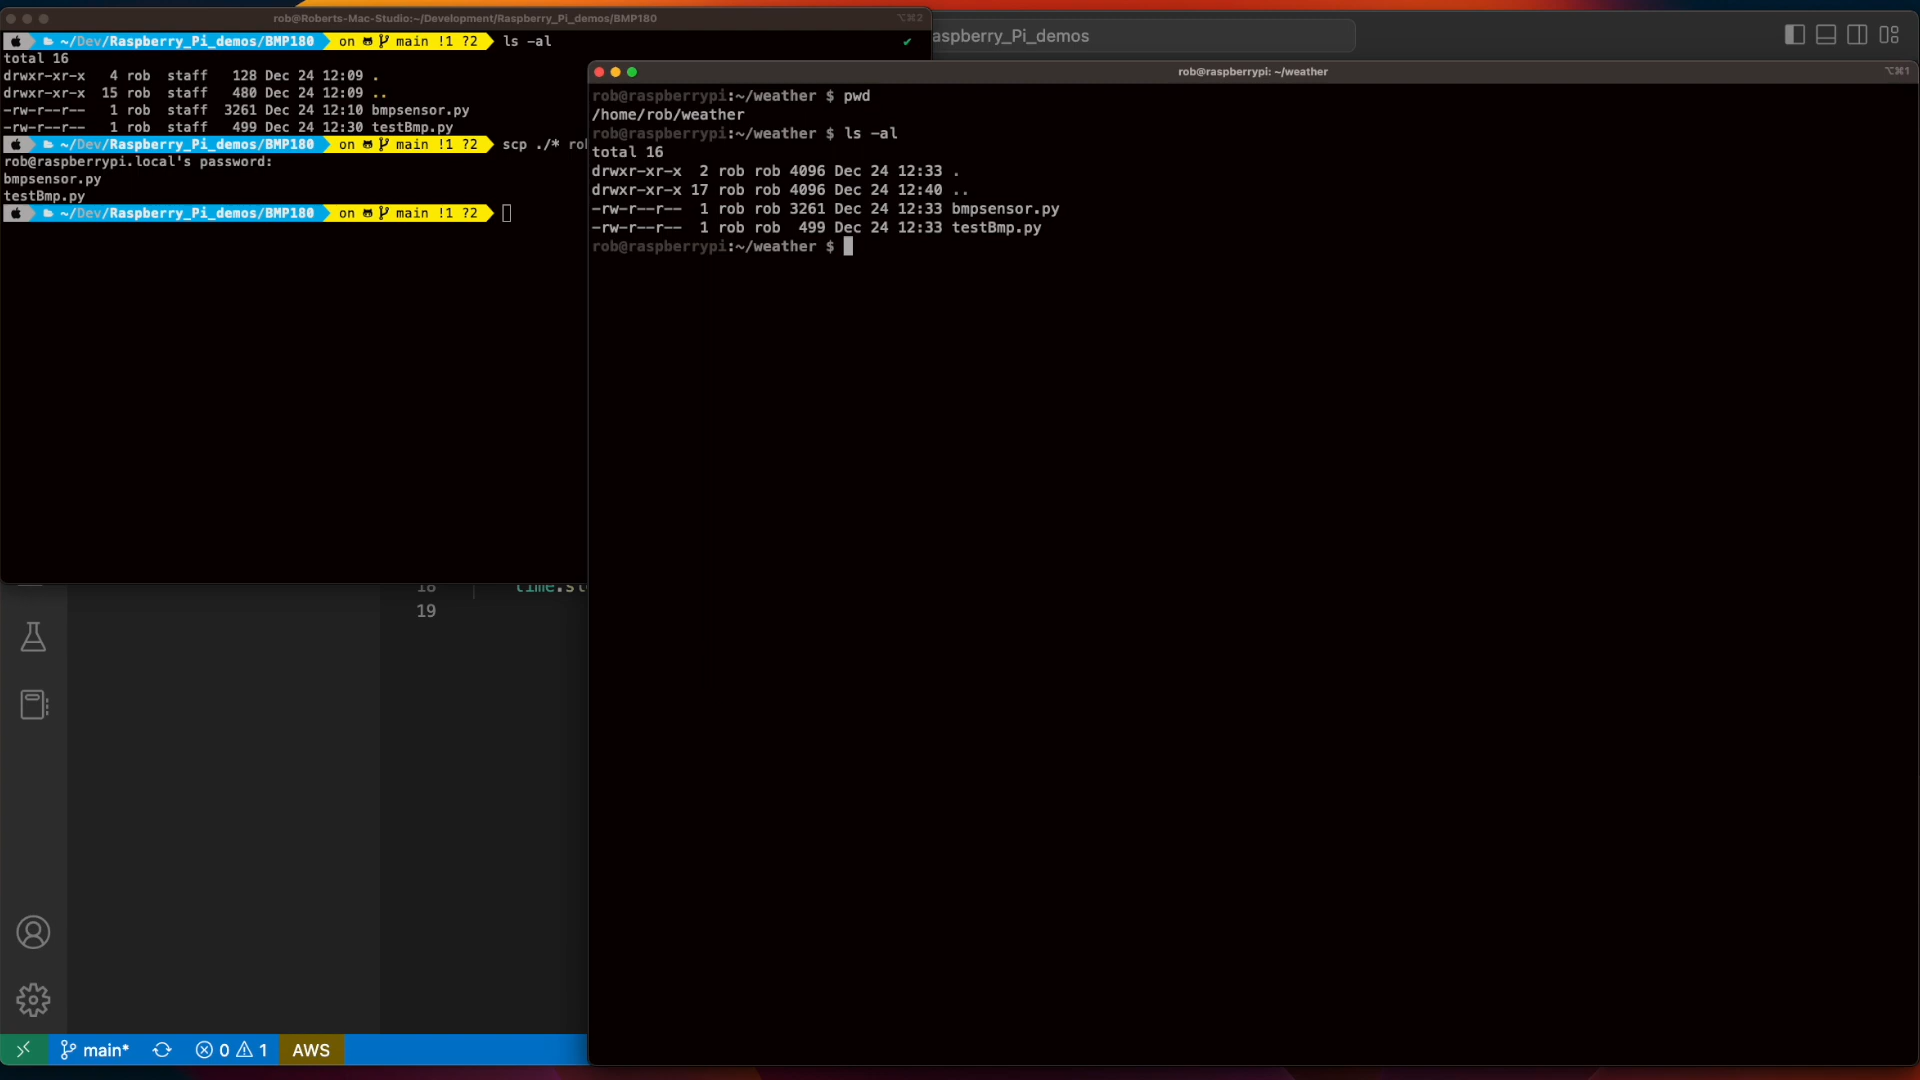 rob@Roberts-Mac-Studio:~/Development/Raspberry_Pi_demos/BMP180
⌥⌘2
~/Dev/Raspberry_Pi_demos/BMP180 on main !1 ?2 ls -al ✔
total 16
drwxr-xr-x 4 rob staff 128 Dec 24 12:09 .
drwxr-xr-x 15 rob staff 480 Dec 24 12:09 ..
-rw-r--r-- 1 rob staff 3261 Dec 24 12:10 bmpsensor.py
-rw-r--r-- 1 rob staff 499 Dec 24 12:30 testBmp.py
~/Dev/Raspberry_Pi_demos/BMP180 on main !1 ?2 scp ./* ro
rob@raspberrypi.local's password:
bmpsensor.py
testBmp.py
~/Dev/Raspberry_Pi_demos/BMP180 on main !1 ?2
aspberry_Pi_demos
rob@raspberrypi: ~/weather
⌥⌘1
rob@raspberrypi:~/weather $ pwd
/home/rob/weather
rob@raspberrypi:~/weather $ ls -al
total 16
drwxr-xr-x 2 rob rob 4096 Dec 24 12:33 .
drwxr-xr-x 17 rob rob 4096 Dec 24 12:40 ..
-rw-r--r-- 1 rob rob 3261 Dec 24 12:33 bmpsensor.py
-rw-r--r-- 1 rob rob 499 Dec 24 12:33 testBmp.py
rob@raspberrypi:~/weather $
18 time.sl
19
main* 0 1 AWS